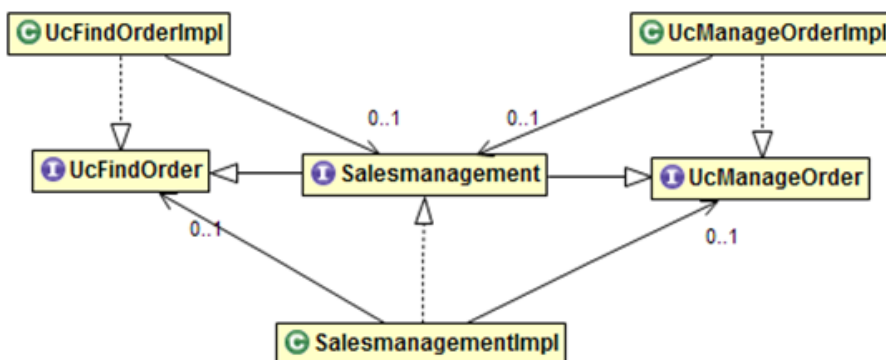 C UcFindOrderImpl
C UcManageOrderImpl
0..1
0..1
I UcFindOrder
I Salesmanagement
I UcManageOrder
0..1
0..1
C SalesmanagementImpl